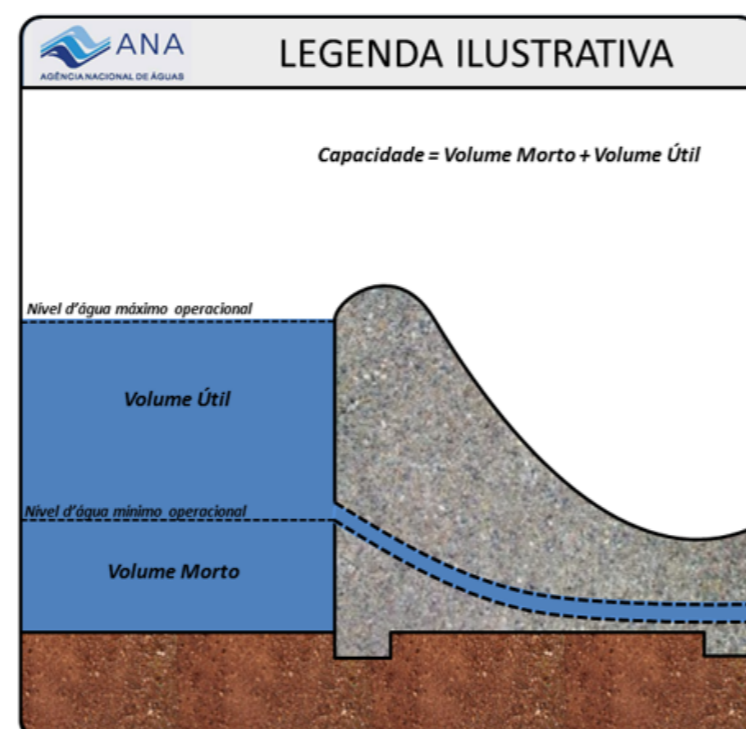 ANA
AGÊNCIA NACIONAL DE ÁGUAS
LEGENDA ILUSTRATIVA
Capacidade = Volume Morto + Volume Útil
Nível d'água máximo operacional
Volume Útil
Nível d'água mínimo operacional
Volume Morto